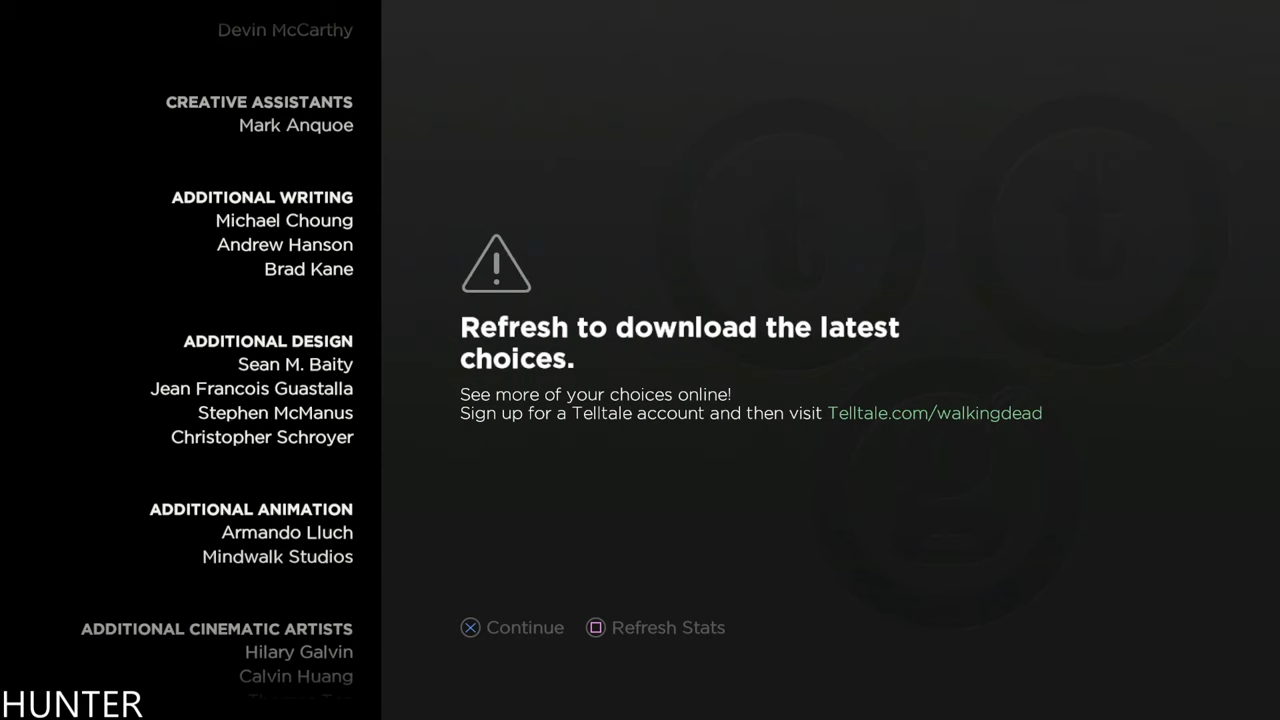 Devin McCarthy
CREATIVE ASSISTANTS
Mark Anquoe
ADDITIONAL WRITING
Michael Choung
Andrew Hanson
Brad Kane
ADDITIONAL DESIGN
Sean M. Baity
Jean Francois Guastalla
Stephen McManus
Christopher Schroyer
ADDITIONAL ANIMATION
Armando Lluch
Mindwalk Studios
ADDITIONAL CINEMATIC ARTISTS
Hilary Galvin
Calvin Huang
HUNTER
Refresh to download the latest
choices.
See more of your choices online!
Sign up for a Telltale account and then visit Telltale.com/walkingdead
Continue
Refresh Stats
t t g